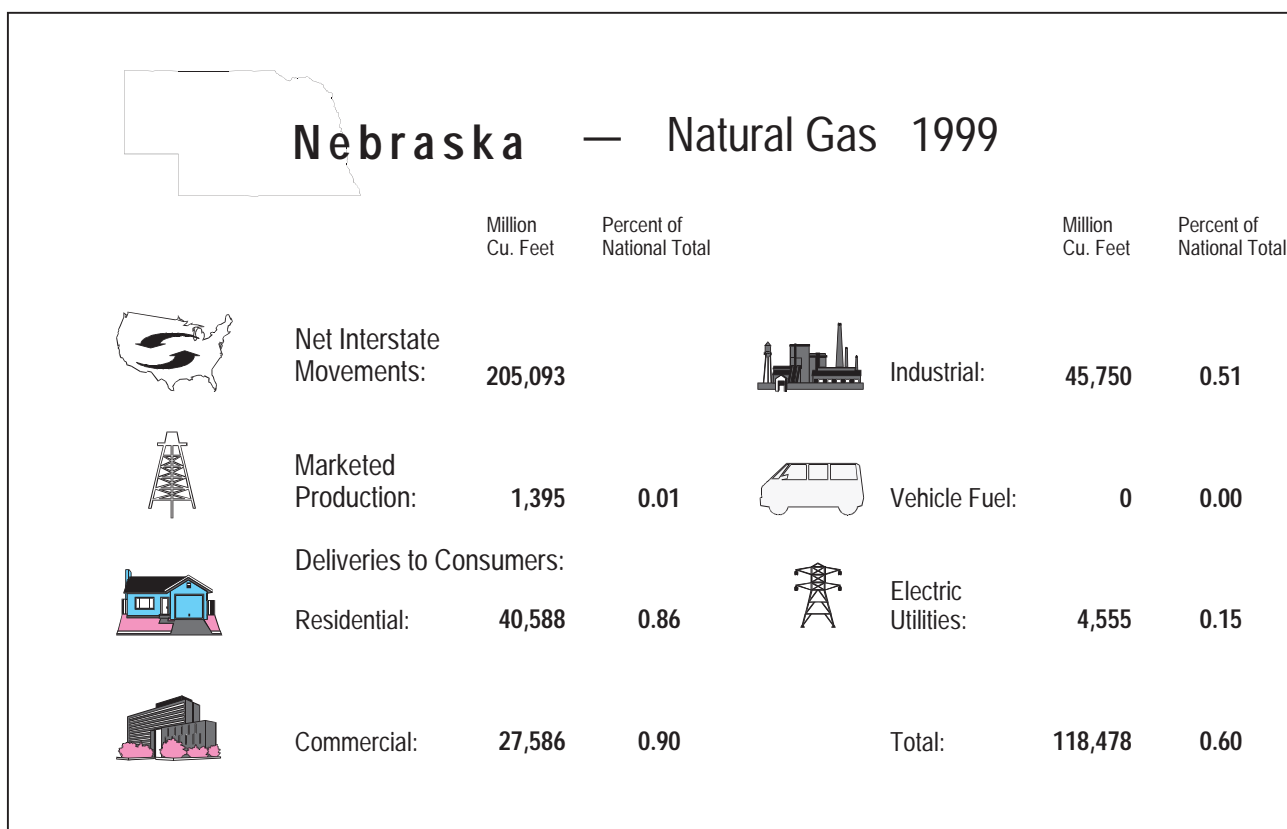 Nebraska — Natural Gas 1999
Million
Cu. Feet
Percent of
National Total
Million
Cu. Feet
Percent of
National Total
Net Interstate
Movements: 205,093
Industrial: 45,750 0.51
Marketed
Production: 1,395 0.01
Vehicle Fuel: 0 0.00
Deliveries to Consumers:
Residential: 40,588 0.86
Electric
Utilities: 4,555 0.15
Commercial: 27,586 0.90
Total: 118,478 0.60